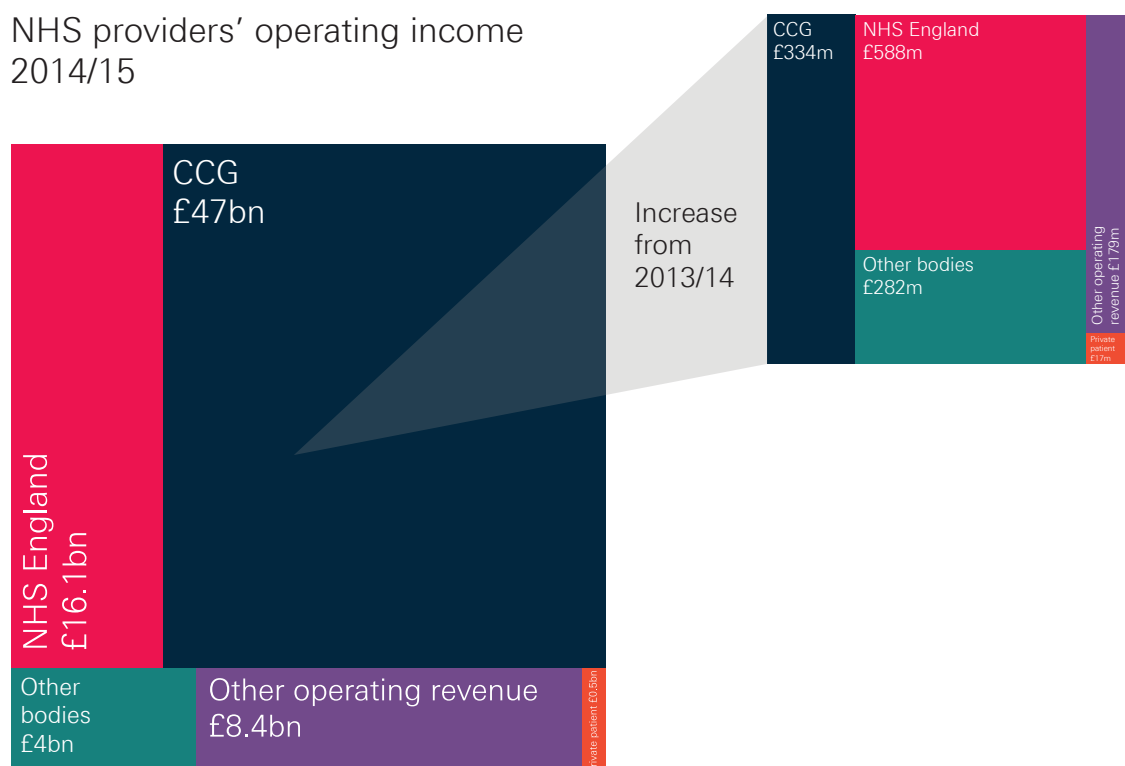 NHS providers’ operating income
2014/15
CCG
£334m
NHS England
£588m
Other bodies
£282m
Other operating
revenue £179m
Private
patient
£17m
Increase
from
2013/14
NHS England
£16.1bn
CCG
£47bn
Other
bodies
£4bn
Other operating revenue
£8.4bn
Private patient £0.5bn